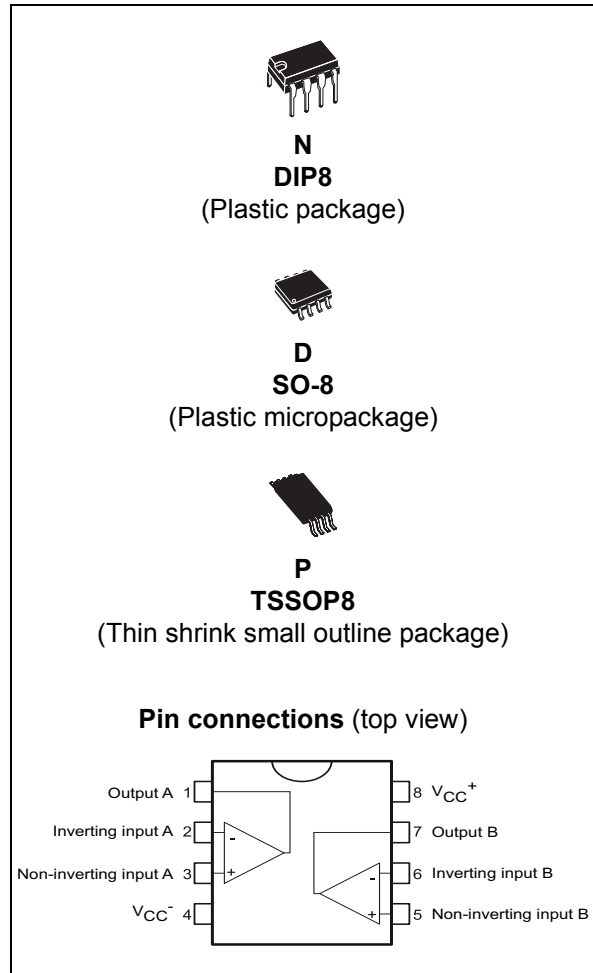 N
DIP8
(Plastic package)
D
SO-8
(Plastic micropackage)
P
TSSOP8
(Thin shrink small outline package)
Pin connections (top view)
Output A 1
Inverting input A 2
Non-inverting input A 3
VCC- 4
-
+
8 VCC+
7 Output B
6 Inverting input B
5 Non-inverting input B
-
+